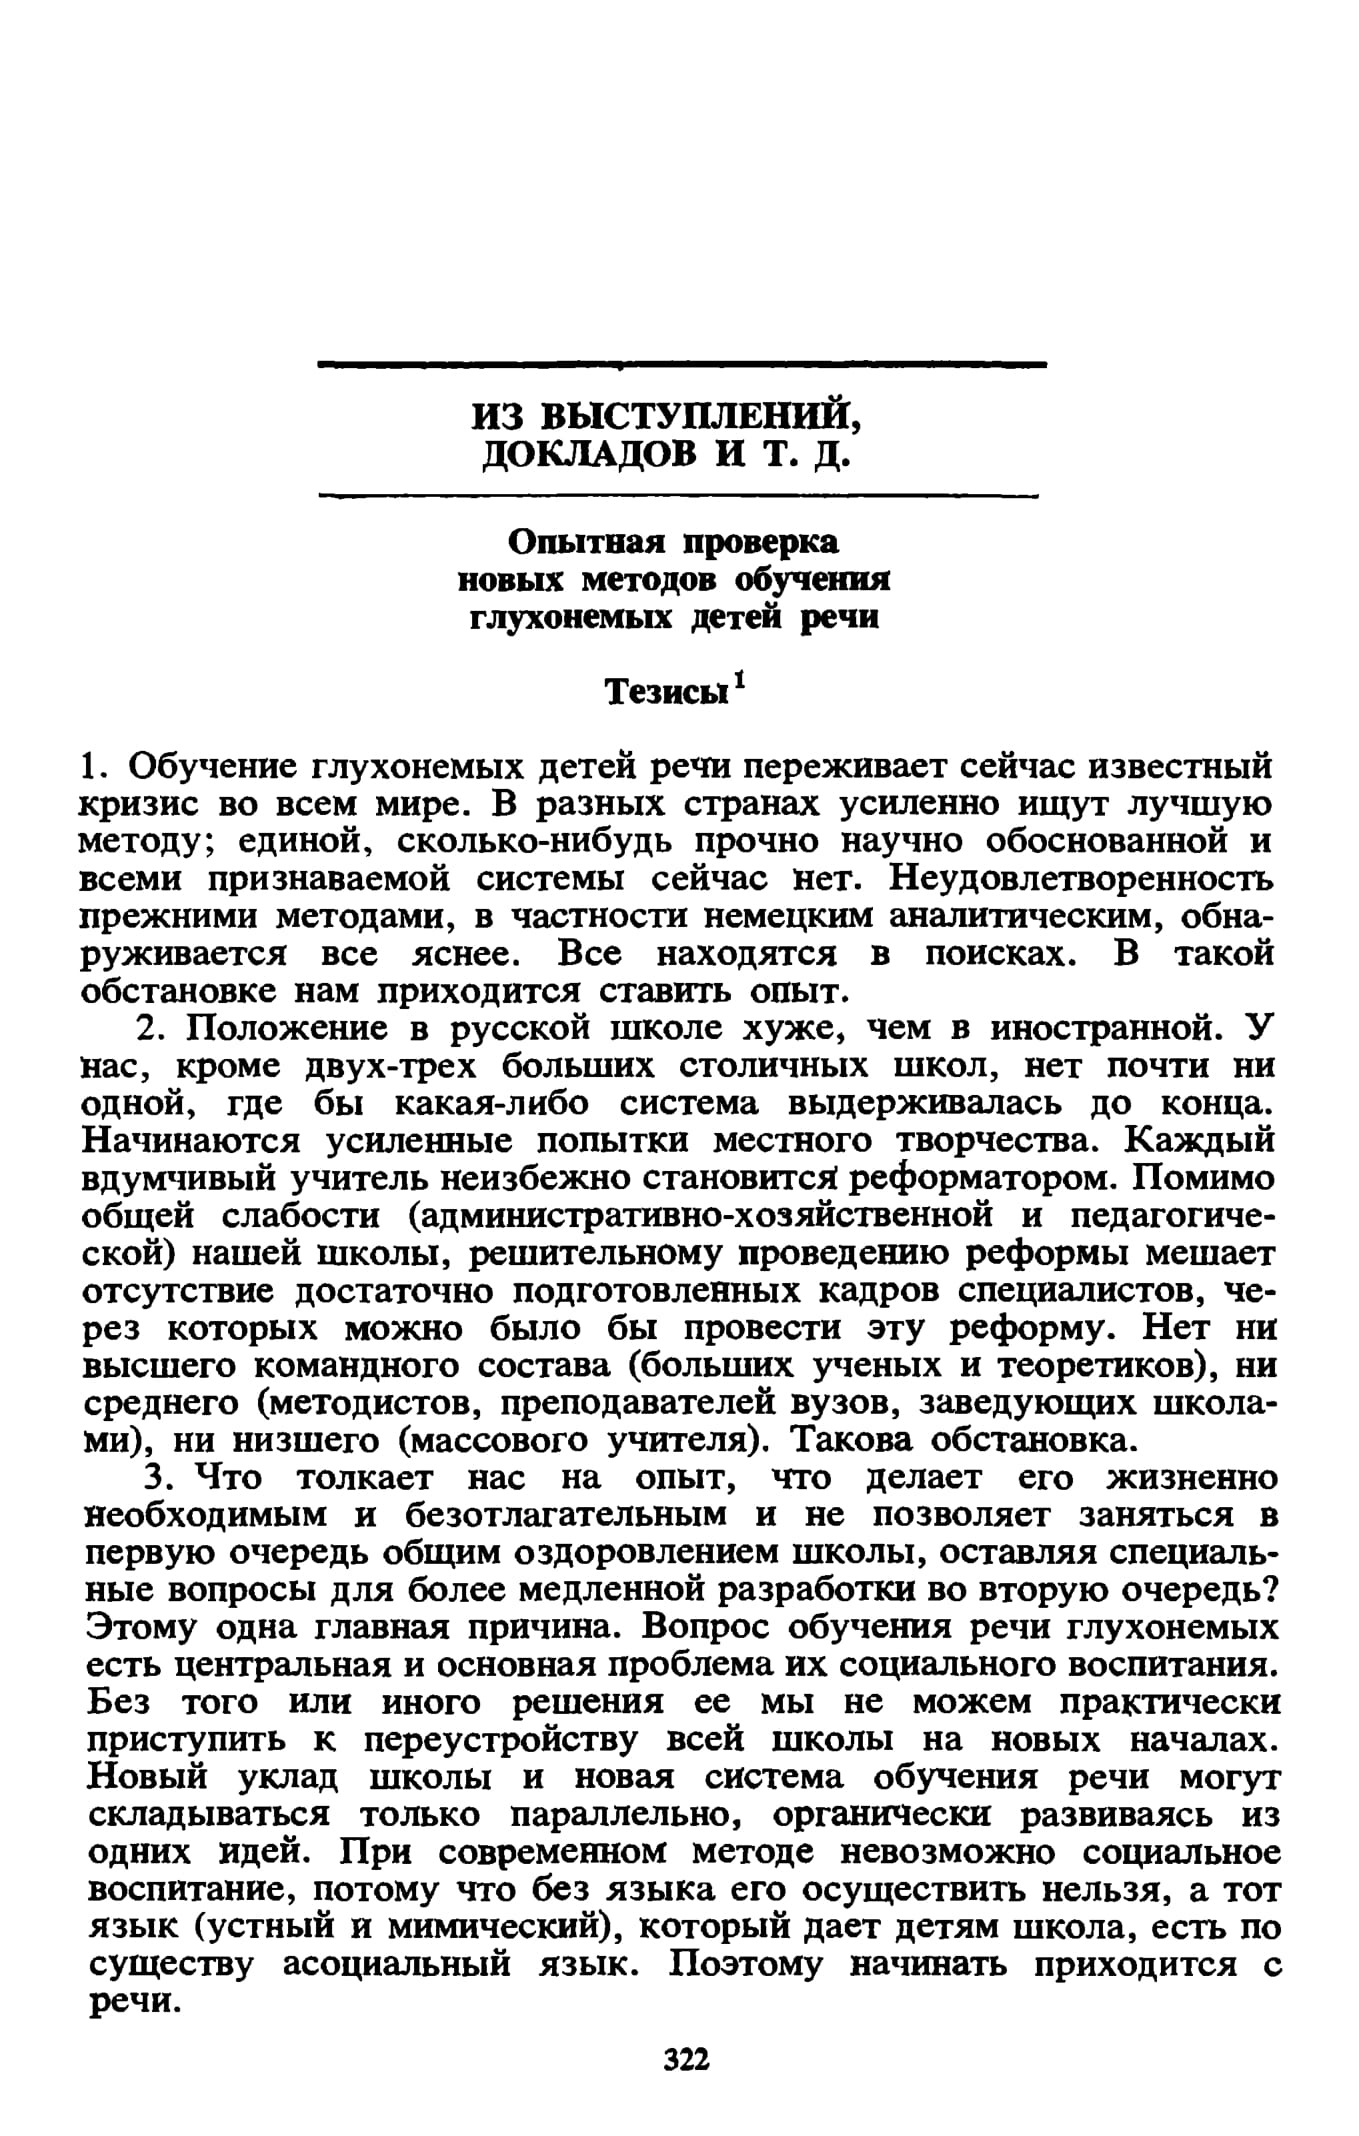 ИЗ ВЫСТУПЛЕНИЙ,
ДОКЛАДОВ И Т. Д.
Опытная проверка
новых методов обучения
глухонемых детей речи
Тезисы¹
1. Обучение глухонемых детей речи переживает сейчас известный
кризис во всем мире. В разных странах усиленно ищут лучшую
методу; единой, сколько-нибудь прочно научно обоснованной и
всеми признаваемой системы сейчас нет. Неудовлетворенность
прежними методами, в частности немецким аналитическим, обна-
руживается все яснее. Все находятся в поисках. В такой
обстановке нам приходится ставить опыт.
2. Положение в русской школе хуже, чем в иностранной. У
нас, кроме двух-трех больших столичных школ, нет почти ни
одной, где бы какая-либо система выдерживалась до конца.
Начинаются усиленные попытки местного творчества. Каждый
вдумчивый учитель неизбежно становится реформатором. Помимо
общей слабости (административно-хозяйственной и педагогиче-
ской) нашей школы, решительному проведению реформы мешает
отсутствие достаточно подготовленных кадров специалистов, че-
рез которых можно было бы провести эту реформу. Нет ни
высшего командного состава (больших ученых и теоретиков), ни
среднего (методистов, преподавателей вузов, заведующих школа-
ми), ни низшего (массового учителя). Такова обстановка.
3. Что толкает нас на опыт, что делает его жизненно
необходимым и безотлагательным и не позволяет заняться в
первую очередь общим оздоровлением школы, оставляя специаль-
ные вопросы для более медленной разработки во вторую очередь?
Этому одна главная причина. Вопрос обучения речи глухонемых
есть центральная и основная проблема их социального воспитания.
Без того или иного решения ее мы не можем практически
приступить к переустройству всей школы на новых началах.
Новый уклад школы и новая система обучения речи могут
складываться только параллельно, органически развиваясь из
одних идей. При современном методе невозможно социальное
воспитание, потому что без языка его осуществить нельзя, а тот
язык (устный и мимический), который дает детям школа, есть по
существу асоциальный язык. Поэтому начинать приходится с
речи.
322